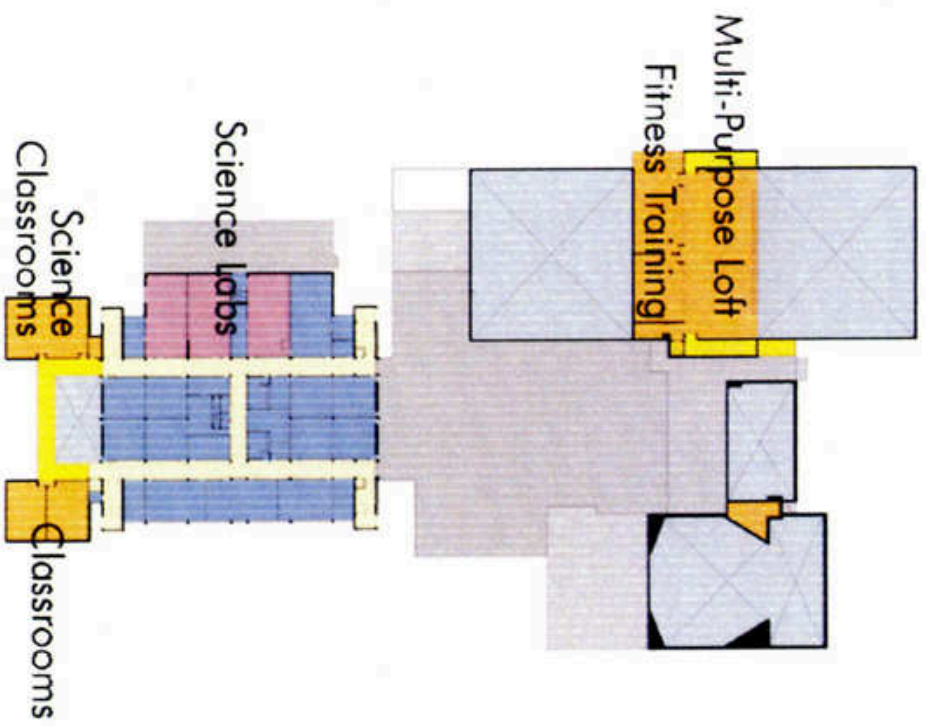 Multi-Purpose Loft
Fitness Training
Science Labs
Science
Classrooms
Classrooms